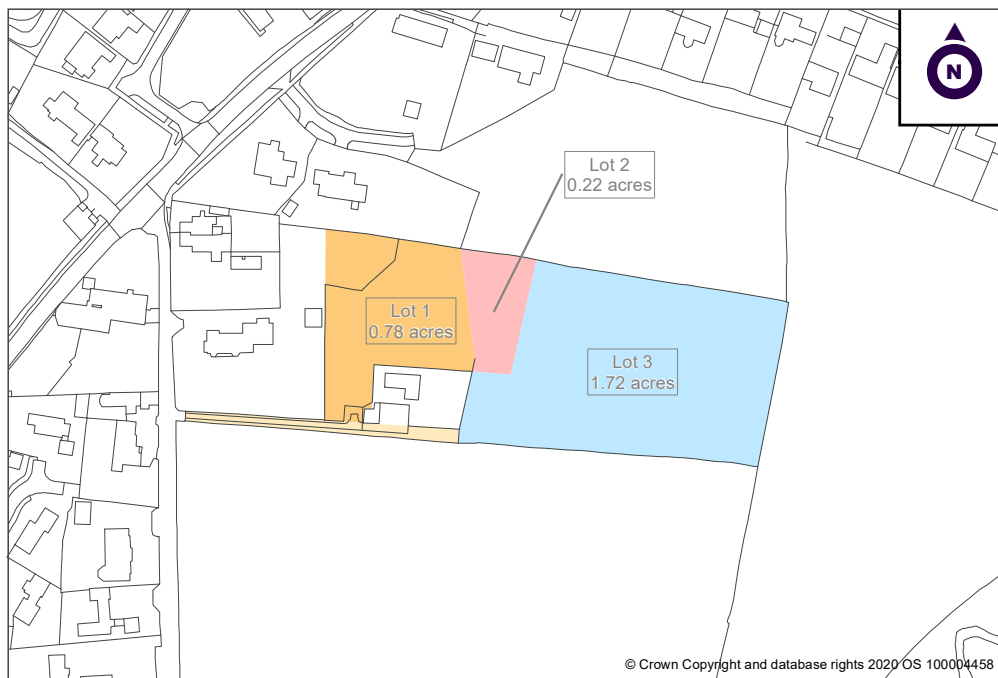 N
Lot 2
0.22 acres
Lot 1
0.78 acres
Lot 3
1.72 acres
© Crown Copyright and database rights 2020 OS 100004458